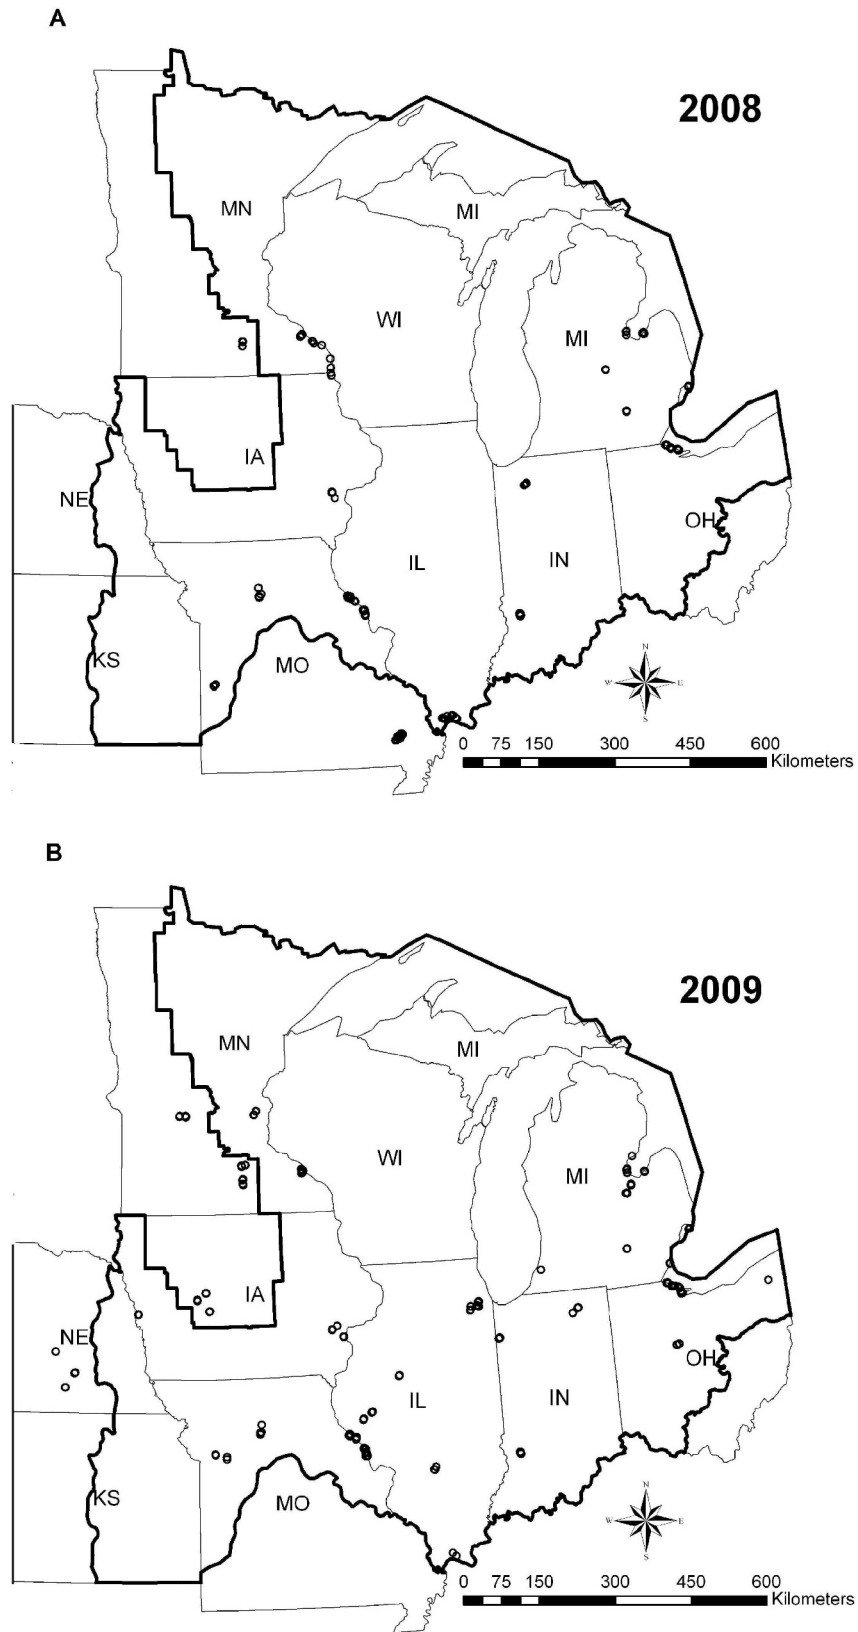 A
2008
MN
MI
WI
MI
IA
NE
OH
IL
IN
KS
MO
N
W E
S
0 75 150 300 450 600
Kilometers
B
2009
MN
MI
WI
MI
IA
NE
OH
IL
IN
KS
MO
N
W E
S
0 75 150 300 450 600
Kilometers